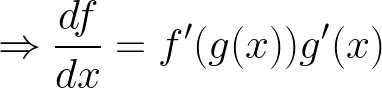 ⇒ df/dx = f′(g(x))g′(x)